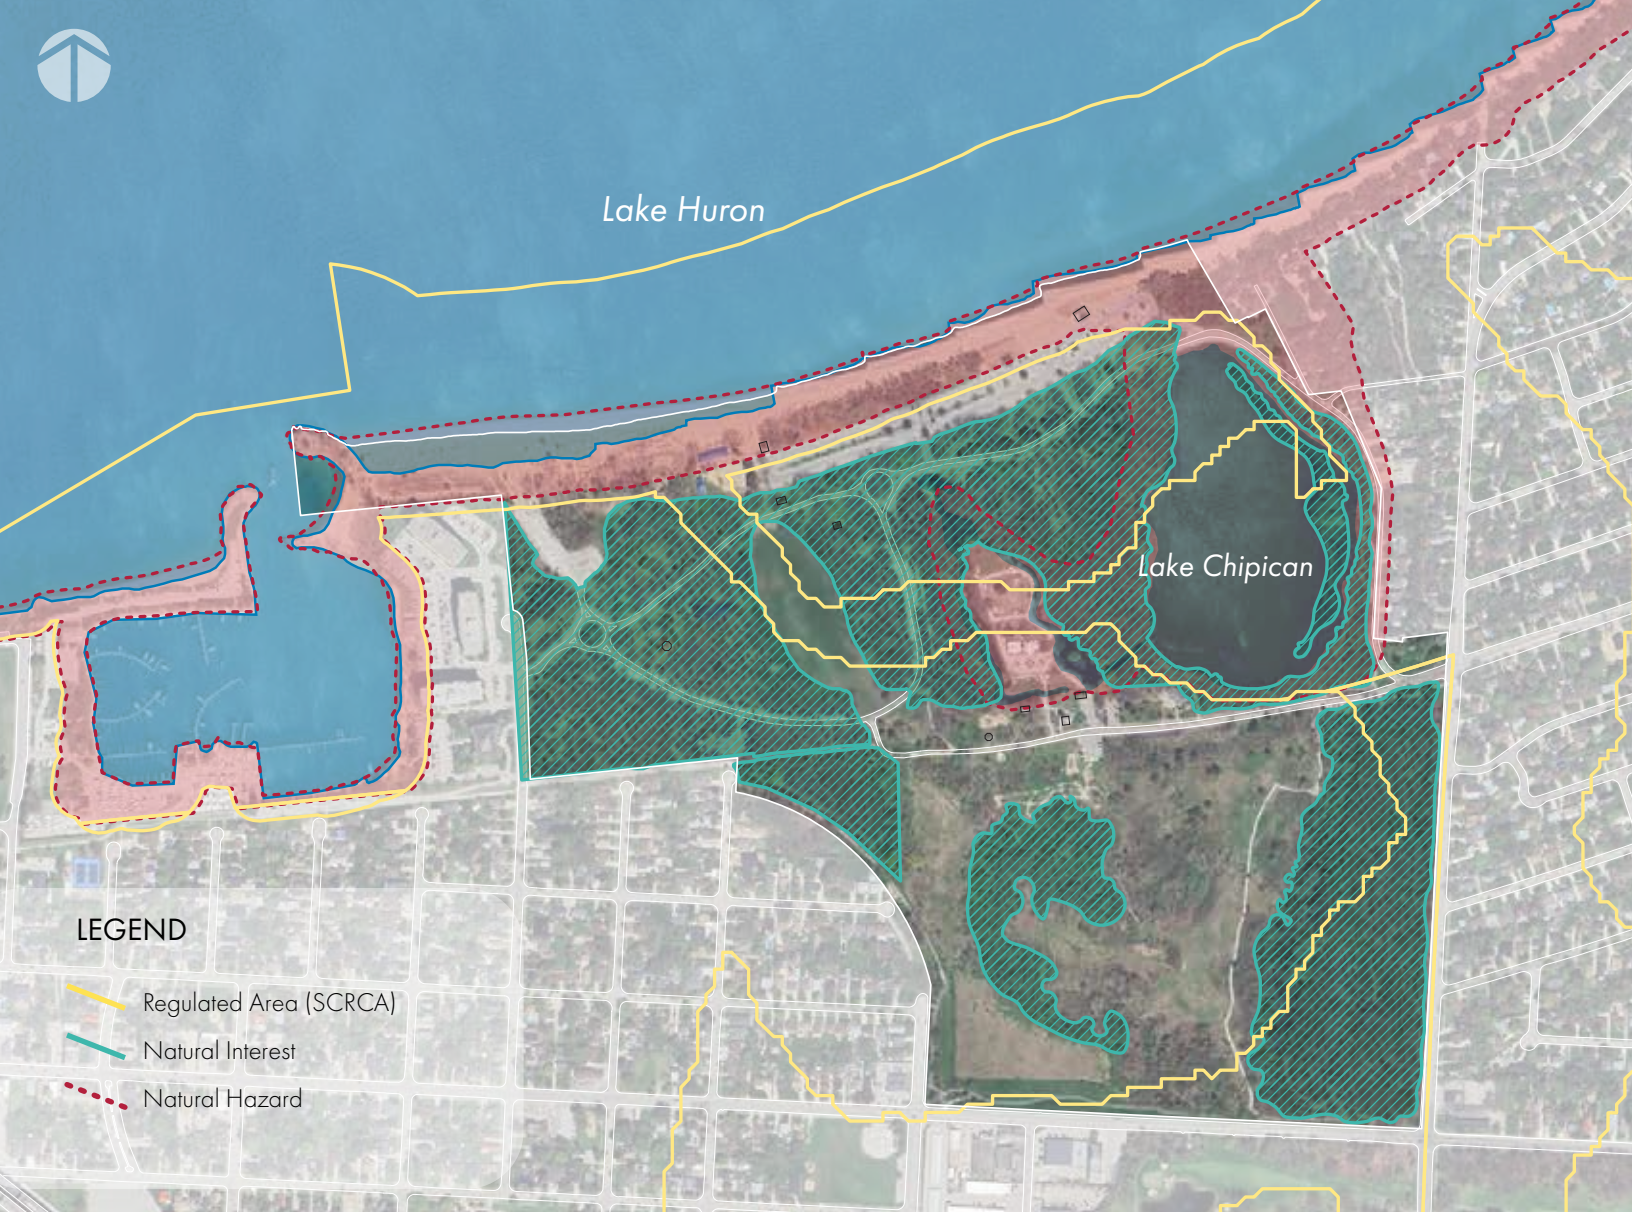 Lake Huron
Lake Chipican
LEGEND
Regulated Area (SCRCA)
Natural Interest
Natural Hazard